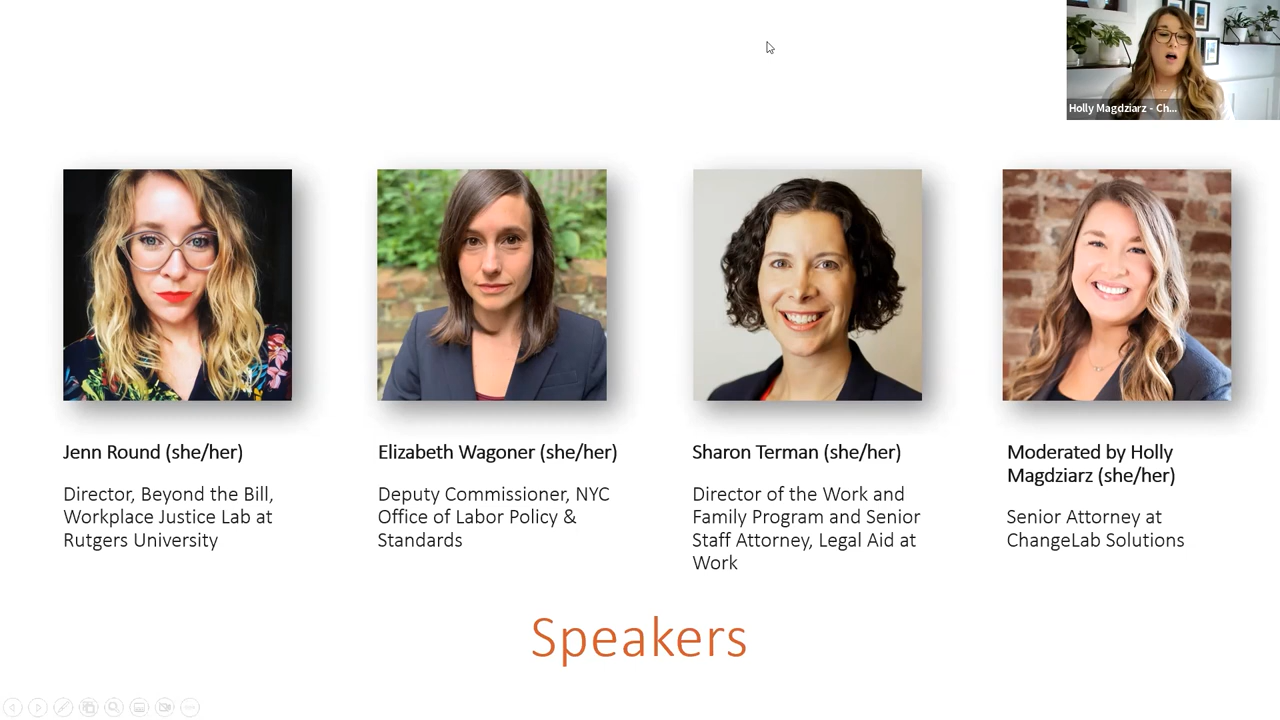 Holly Magdziarz - Ch...
Jenn Round (she/her)
Director, Beyond the Bill,
Workplace Justice Lab at
Rutgers University
Elizabeth Wagoner (she/her)
Deputy Commissioner, NYC
Office of Labor Policy &
Standards
Sharon Terman (she/her)
Director of the Work and
Family Program and Senior
Staff Attorney, Legal Aid at
Work
Moderated by Holly
Magdziarz (she/her)
Senior Attorney at
ChangeLab Solutions
Speakers